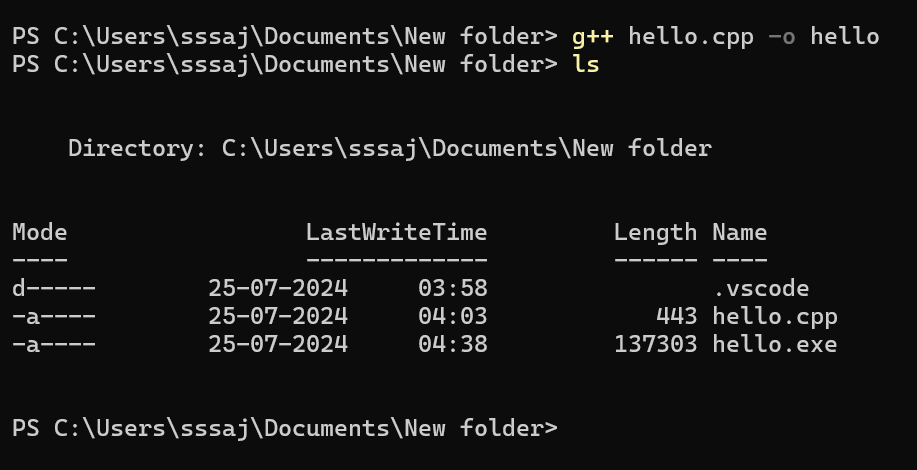 PS C:\Users\sssaj\Documents\New folder> g++ hello.cpp -o hello
PS C:\Users\sssaj\Documents\New folder> ls
Directory: C:\Users\sssaj\Documents\New folder
Mode                 LastWriteTime         Length Name
----                 -------------         ------ ----
d-----        25-07-2024     03:58                .vscode
-a----        25-07-2024     04:03            443 hello.cpp
-a----        25-07-2024     04:38         137303 hello.exe
PS C:\Users\sssaj\Documents\New folder>